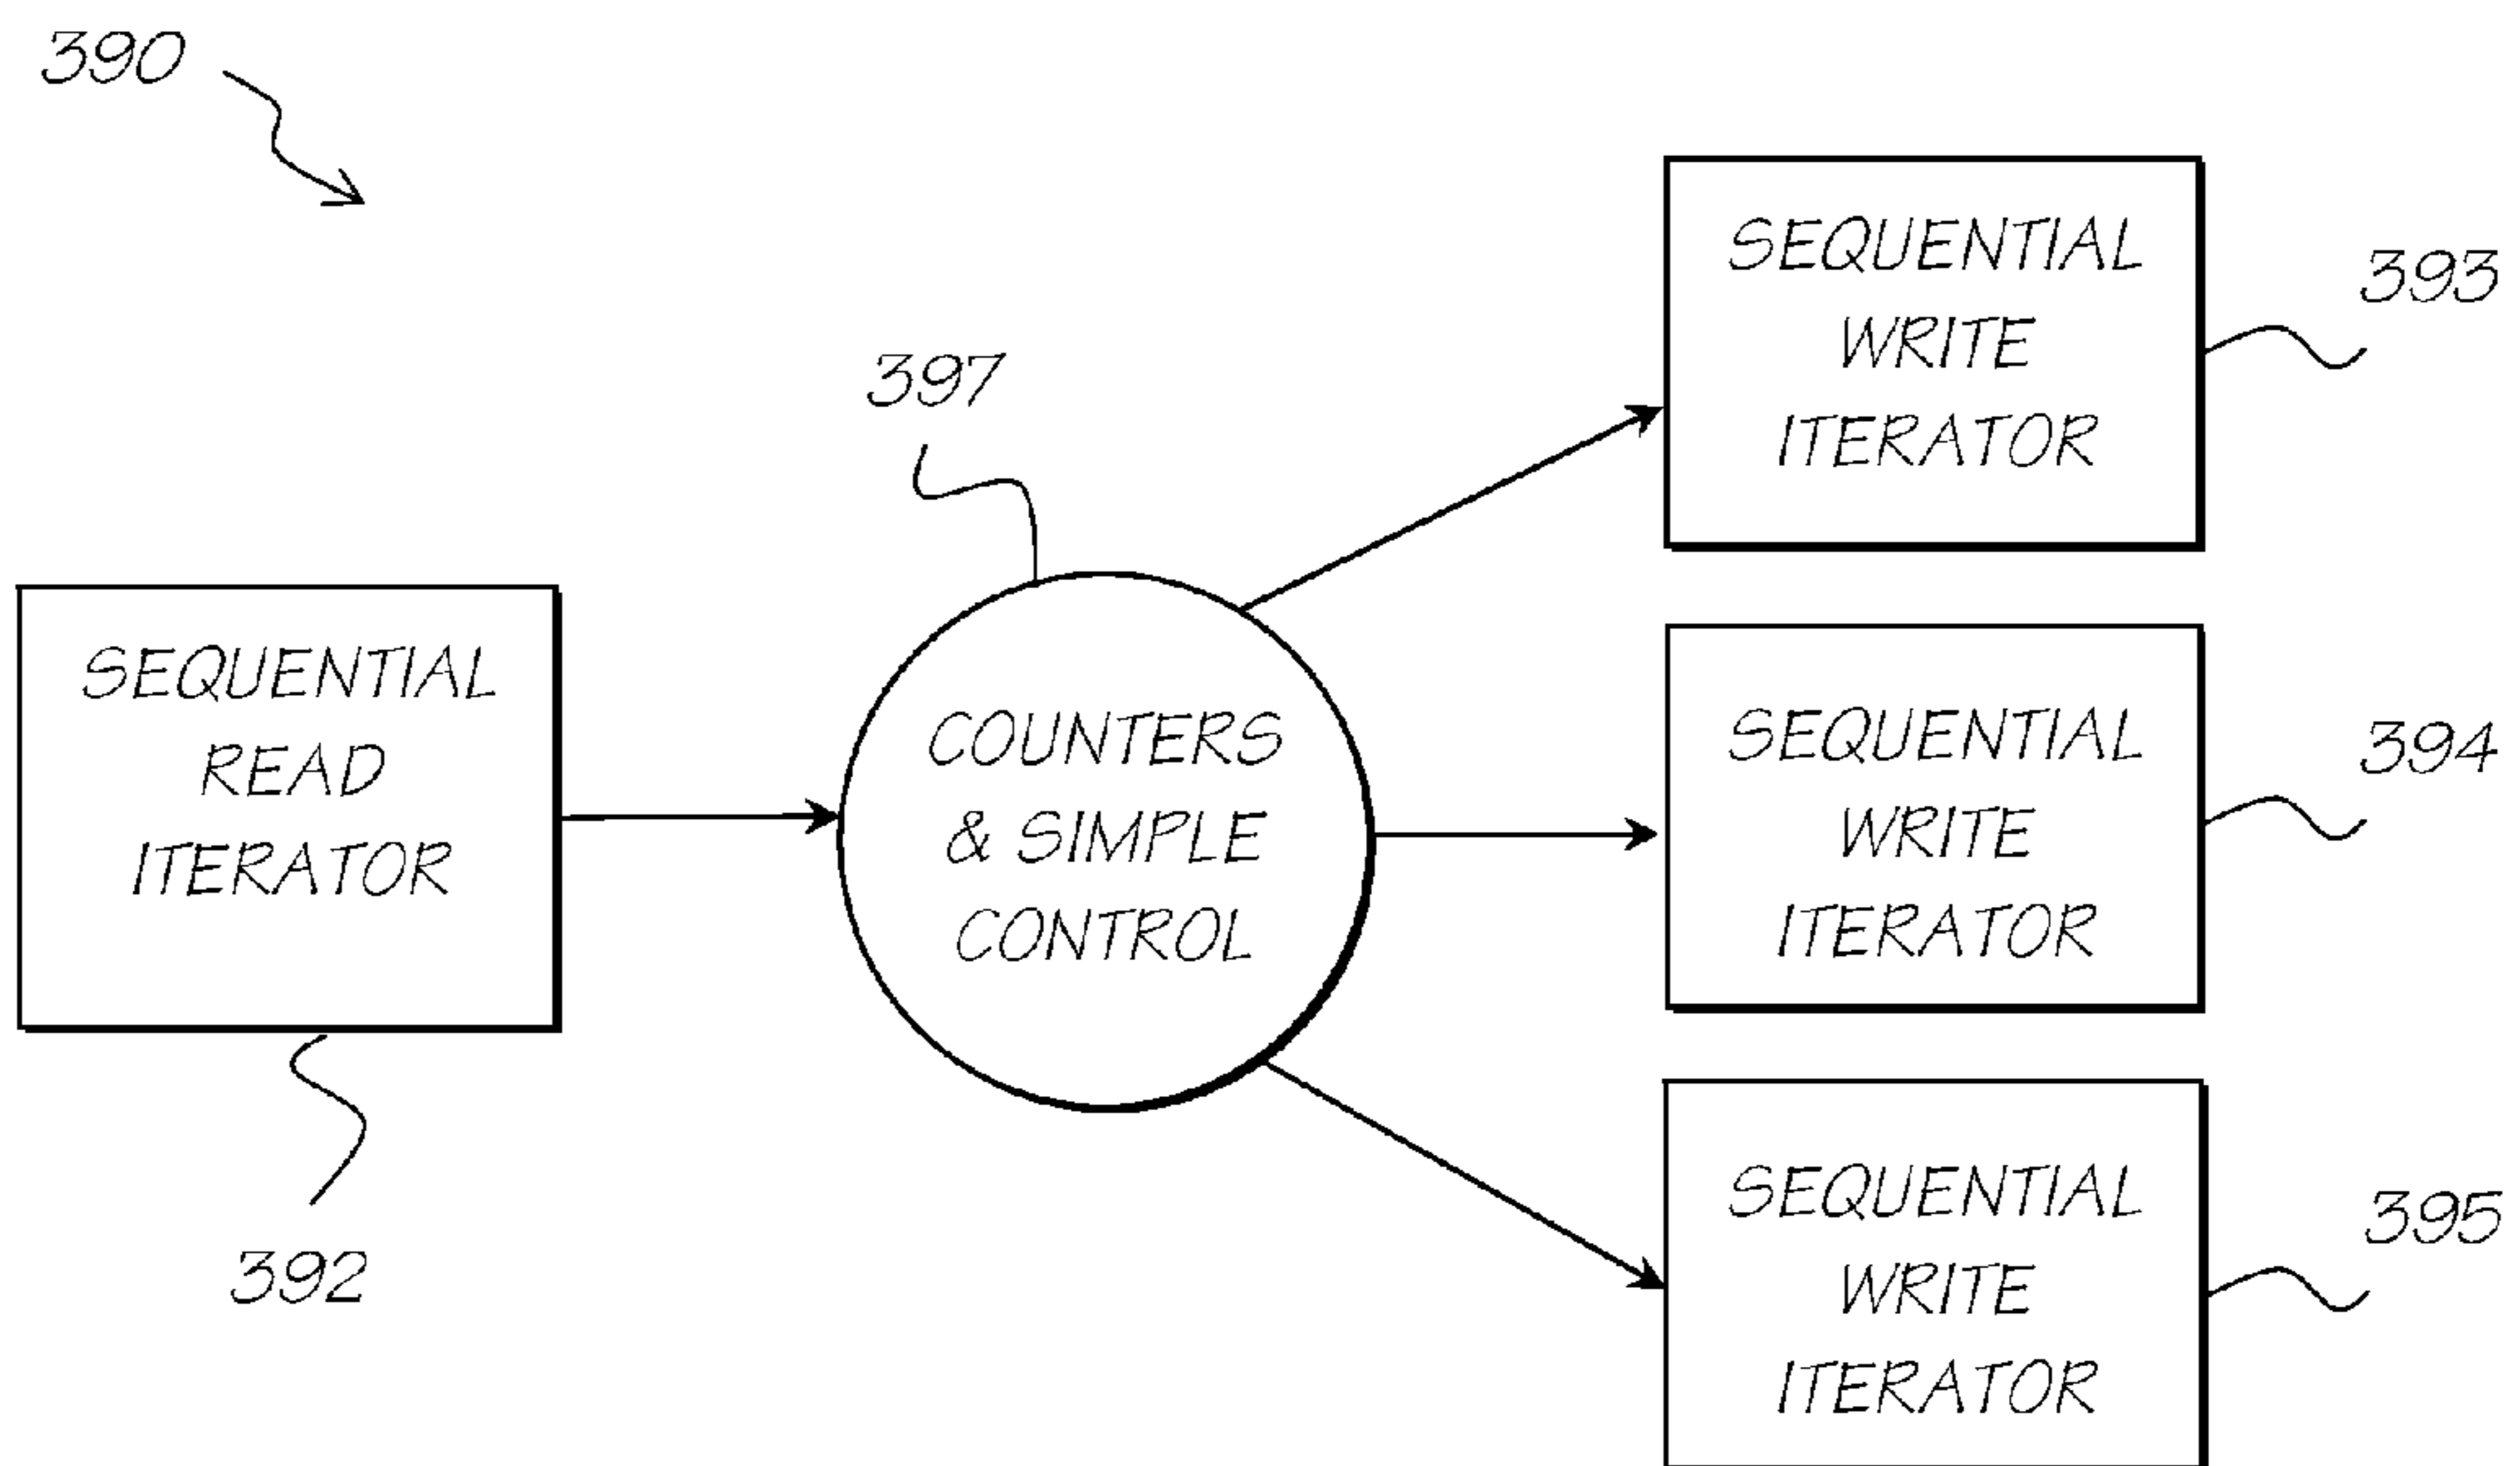 390
SEQUENTIAL
WRITE
ITERATOR
393
397
SEQUENTIAL
READ
ITERATOR
392
COUNTERS
& SIMPLE
CONTROL
SEQUENTIAL
WRITE
ITERATOR
394
SEQUENTIAL
WRITE
ITERATOR
395